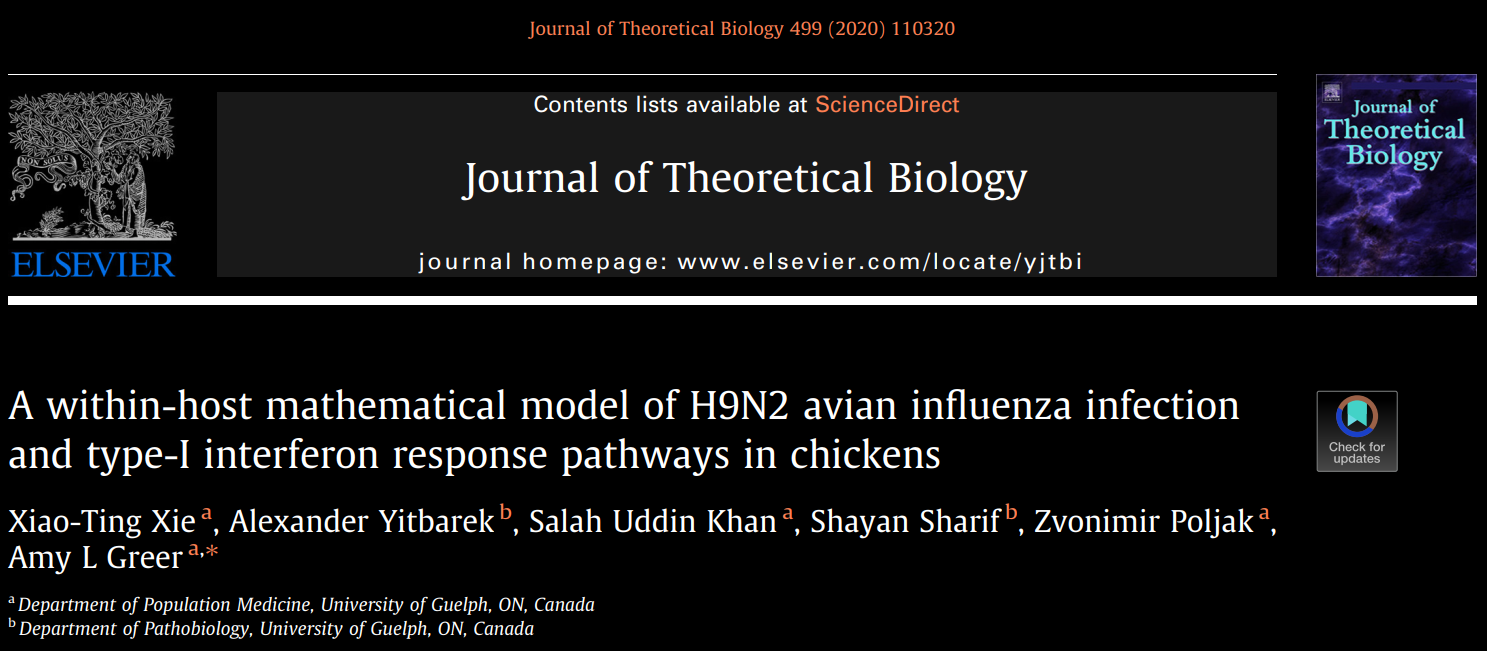 Journal of Theoretical Biology 499 (2020) 110320
Contents lists available at ScienceDirect
Journal of Theoretical Biology
journal homepage: www.elsevier.com/locate/yjtbi
NON SOLUS
ELSEVIER
Journal of
Theoretical
Biology
A within-host mathematical model of H9N2 avian influenza infection
and type-I interferon response pathways in chickens
Check for
updates
Xiao-Ting Xie a, Alexander Yitbarek b, Salah Uddin Khan a, Shayan Sharif b, Zvonimir Poljak a,
Amy L Greer a,*
a Department of Population Medicine, University of Guelph, ON, Canada
b Department of Pathobiology, University of Guelph, ON, Canada